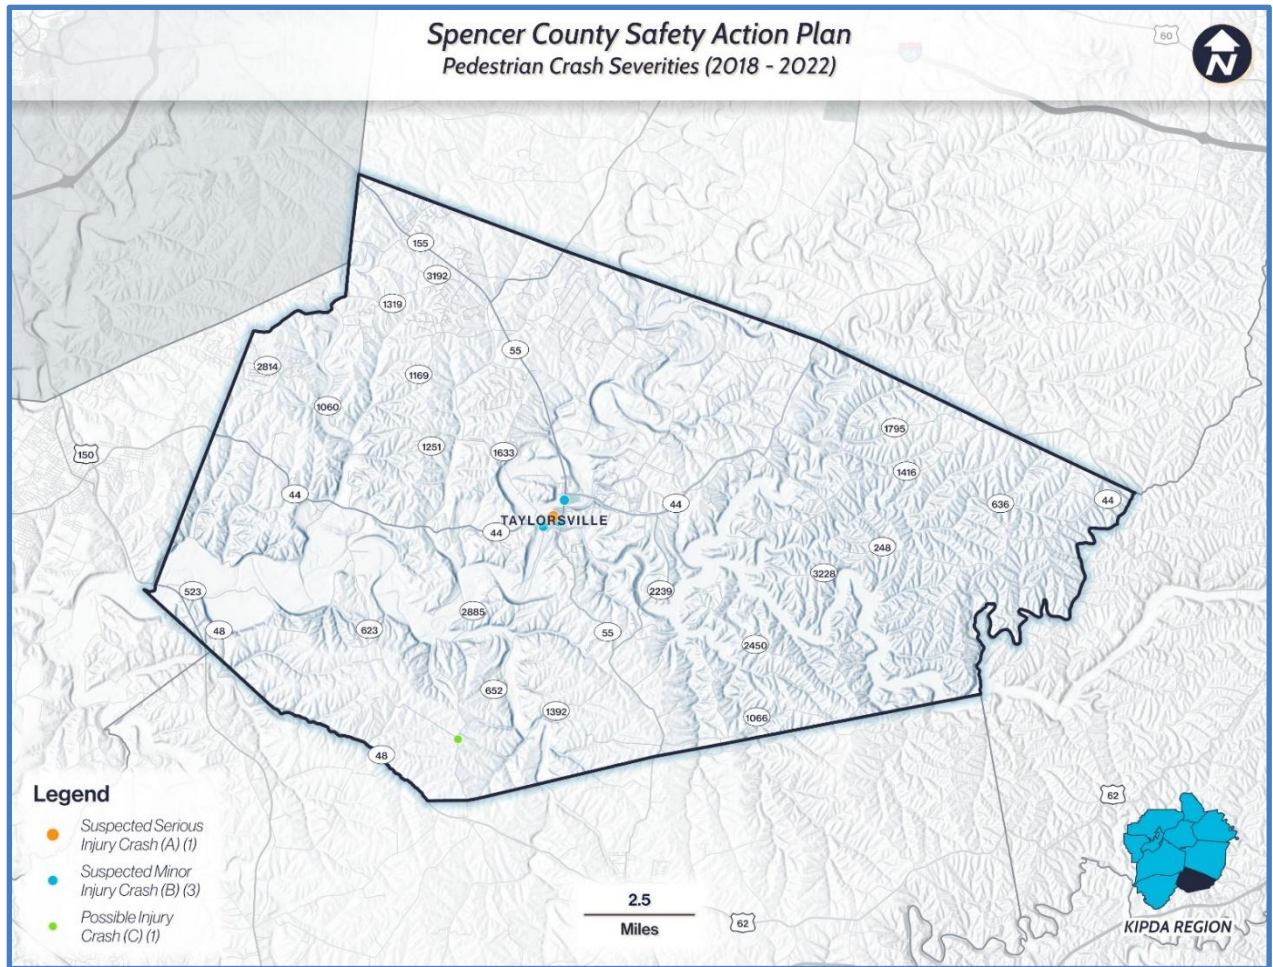 Spencer County Safety Action Plan
Pedestrian Crash Severities (2018 - 2022)
60
N
155
3192
1319
55
2814
1169
1060
1795
150
1251
1633
1416
44
44
636
44
TAYLORSVILLE
44
248
3228
523
2239
2885
48
623
55
2450
652
1392
1066
48
Legend
Suspected Serious
Injury Crash (A) (1)
Suspected Minor
Injury Crash (B) (3)
Possible Injury
Crash (C) (1)
2.5
Miles
62
62
KIPDA REGION